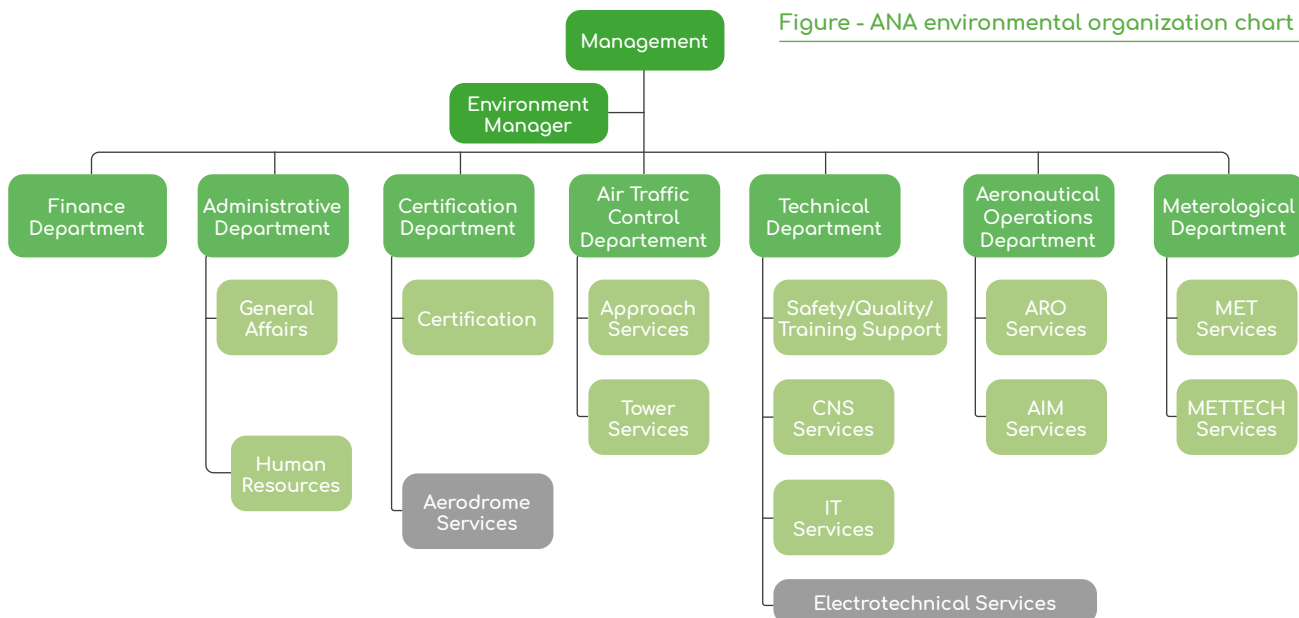 Figure - ANA environmental organization chart
Management
Environment
Manager
Finance
Department
Administrative
Department
Certification
Department
Air Traffic
Control
Departement
Technical
Department
Aeronautical
Operations
Department
Meterological
Department
General
Affairs
Human
Resources
Certification
Aerodrome
Services
Approach
Services
Tower
Services
Safety/Quality/
Training Support
CNS
Services
IT
Services
Electrotechnical Services
ARO
Services
AIM
Services
MET
Services
METTECH
Services